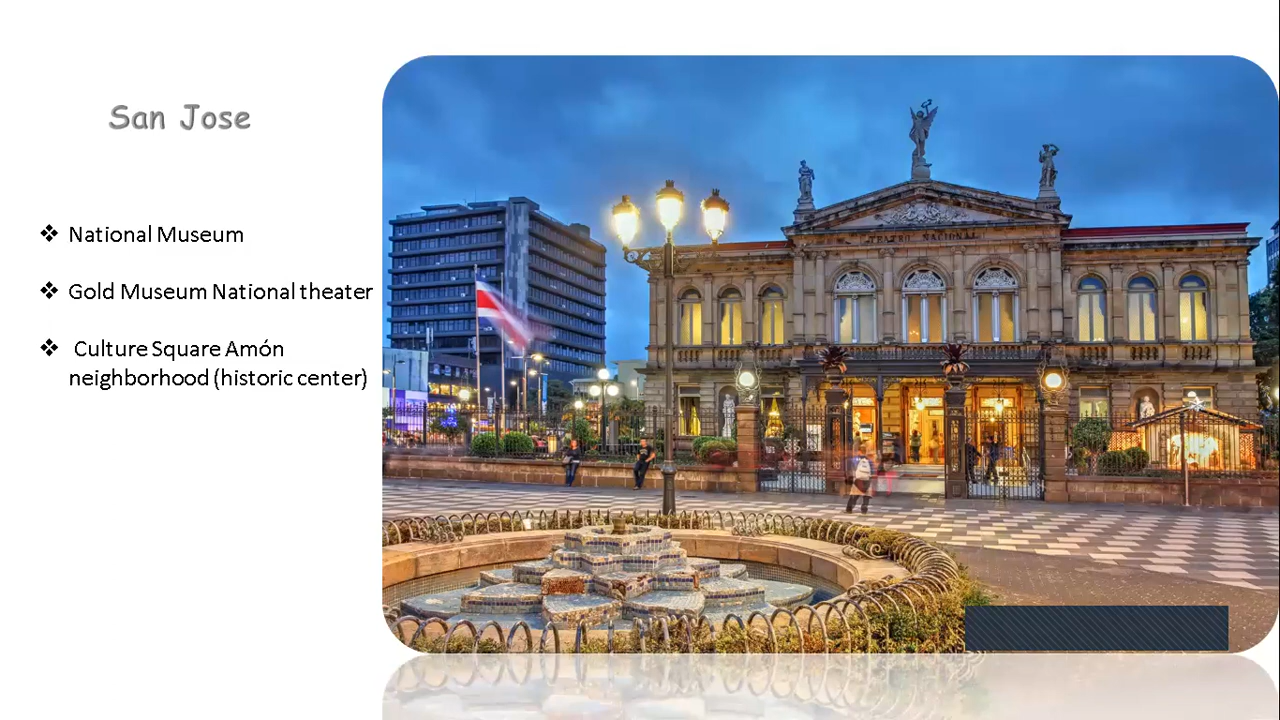 San Jose
❖ National Museum
❖ Gold Museum National theater
❖ Culture Square Amón
neighborhood (historic center)
TEATRO NACIONAL